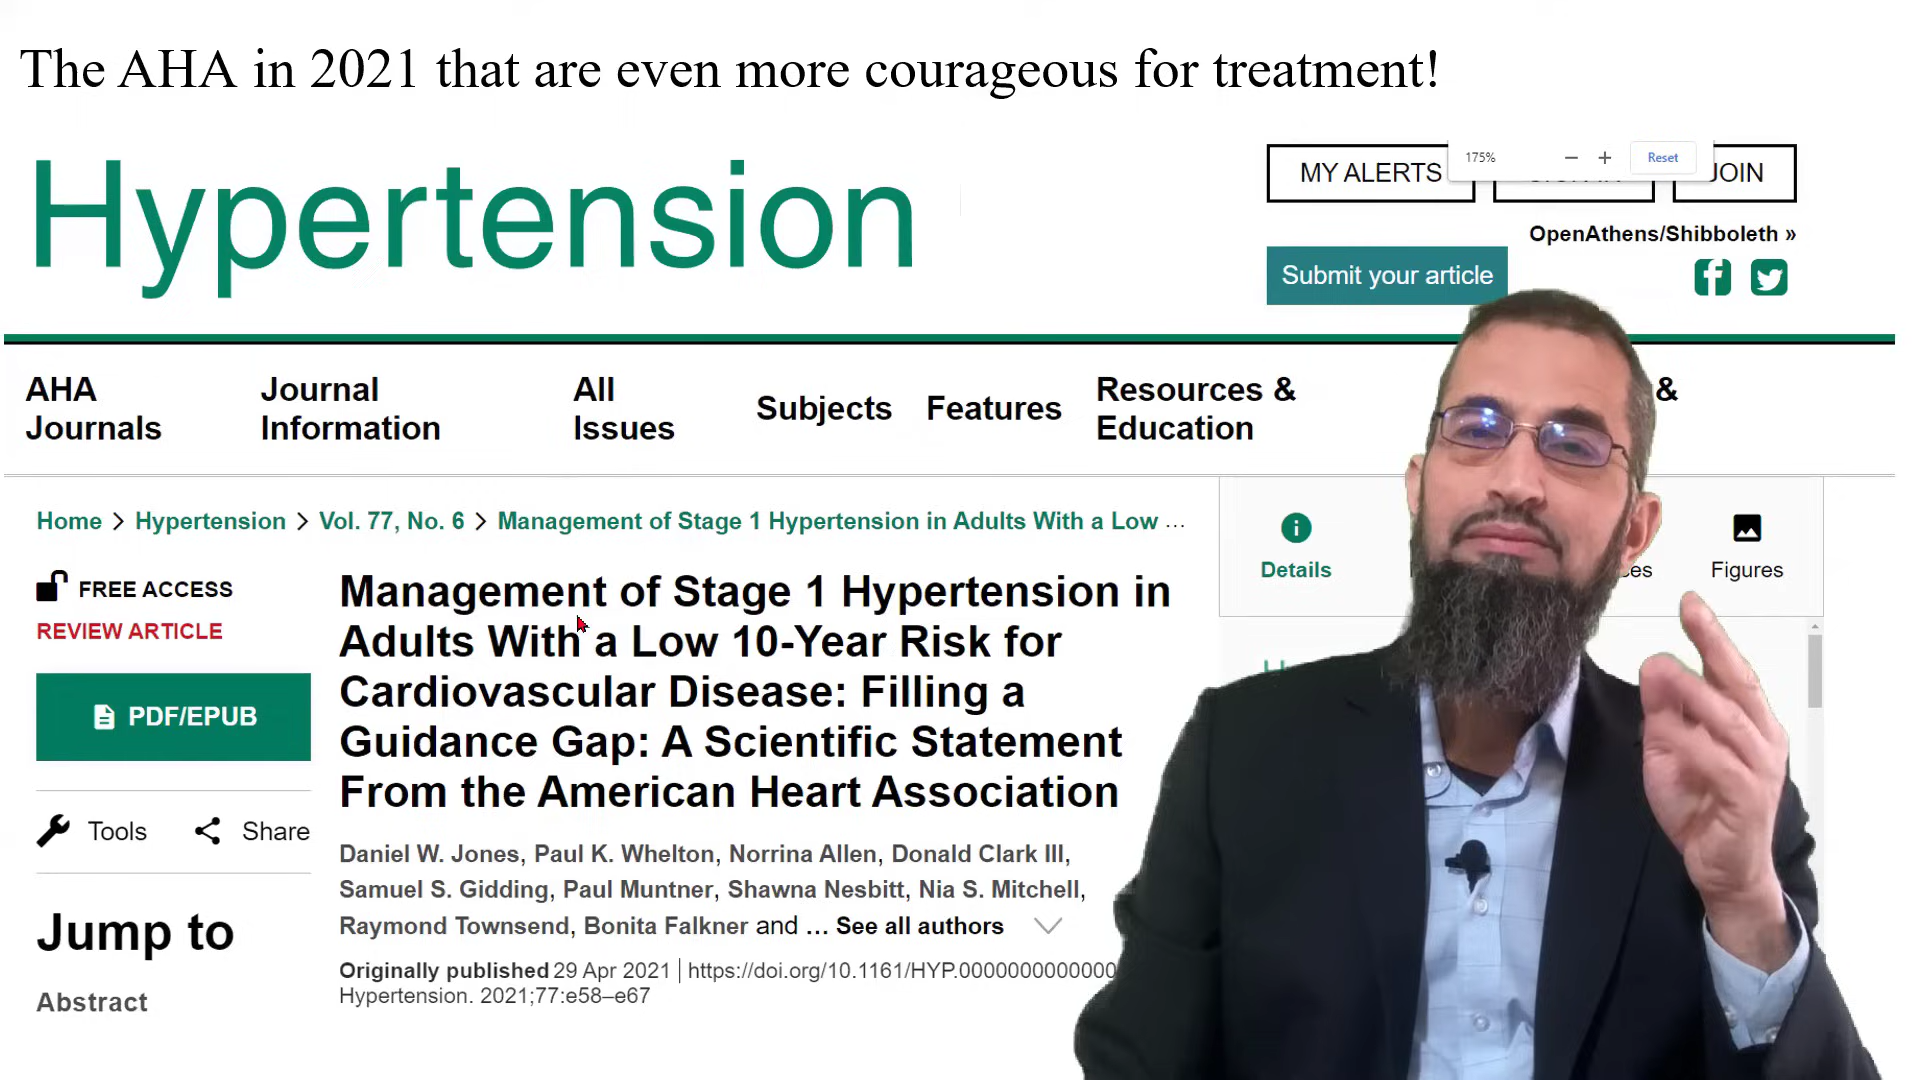 The AHA in 2021 that are even more courageous for treatment!
Hypertension
175%
Reset
MY ALERTS
JOIN
OpenAthens/Shibboleth »
Submit your article
AHA Journals
Journal Information
All Issues
Subjects
Features
Resources & Education
&
Home > Hypertension > Vol. 77, No. 6 > Management of Stage 1 Hypertension in Adults With a Low ...
Details
Figures
FREE ACCESS
REVIEW ARTICLE
PDF/EPUB
Tools
Share
Jump to
Abstract
Management of Stage 1 Hypertension in
Adults With a Low 10-Year Risk for
Cardiovascular Disease: Filling a
Guidance Gap: A Scientific Statement
From the American Heart Association
Daniel W. Jones, Paul K. Whelton, Norrina Allen, Donald Clark III,
Samuel S. Gidding, Paul Muntner, Shawna Nesbitt, Nia S. Mitchell,
Raymond Townsend, Bonita Falkner and ... See all authors
Originally published 29 Apr 2021 | https://doi.org/10.1161/HYP.0000000000000
Hypertension. 2021;77:e58–e67